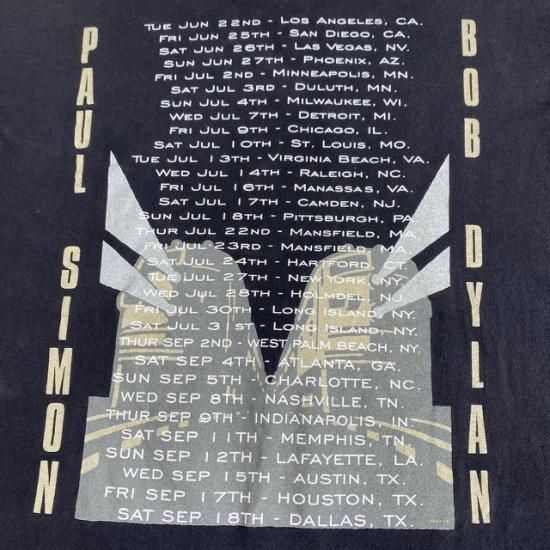 PAUL SIMON
BOB DYLAN
TUE JUN 22ND - LOS ANGELES, CA.
FRI JUN 25TH - SAN DIEGO, CA.
SAT JUN 26TH - LAS VEGAS, NV.
SUN JUN 27TH - PHOENIX, AZ.
FRI JUL 2ND - MINNEAPOLIS, MN.
SAT JUL 3RD - DULUTH, MN.
SUN JUL 4TH - MILWAUKEE, WI.
WED JUL 7TH - DETROIT, MI.
FRI JUL 9TH - CHICAGO, IL.
SAT JUL 10TH - ST. LOUIS, MO.
TUE JUL 13TH - VIRGINIA BEACH, VA.
WED JUL 14TH - RALEIGH, NC.
FRI JUL 16TH - MANASSAS, VA.
SAT JUL 17TH - CAMDEN, NJ.
SUN JUL 18TH - PITTSBURGH, PA.
THUR JUL 22ND - MANSFIELD, MA.
FRI JUL 23RD - MANSFIELD, MA
SAT JUL 24TH - HARTFORD, CT.
TUE JUL 27TH - NEW YORK, NY.
WED JUL 28TH - HOLMDEL, NJ
FRI JUL 30TH - LONG ISLAND, NY.
SAT JUL 31ST - LONG ISLAND, NY.
THUR SEP 2ND - WEST PALM BEACH, NY.
SAT SEP 4TH - ATLANTA, GA.
SUN SEP 5TH - CHARLOTTE, NC.
WED SEP 8TH - NASHVILLE, TN.
THUR SEP 9TH - INDIANAPOLIS, IN.
SAT SEP 11TH - MEMPHIS, TN.
SUN SEP 12TH - LAFAYETTE, LA.
WED SEP 15TH - AUSTIN, TX.
FRI SEP 17TH - HOUSTON, TX.
SAT SEP 18TH - DALLAS, TX.